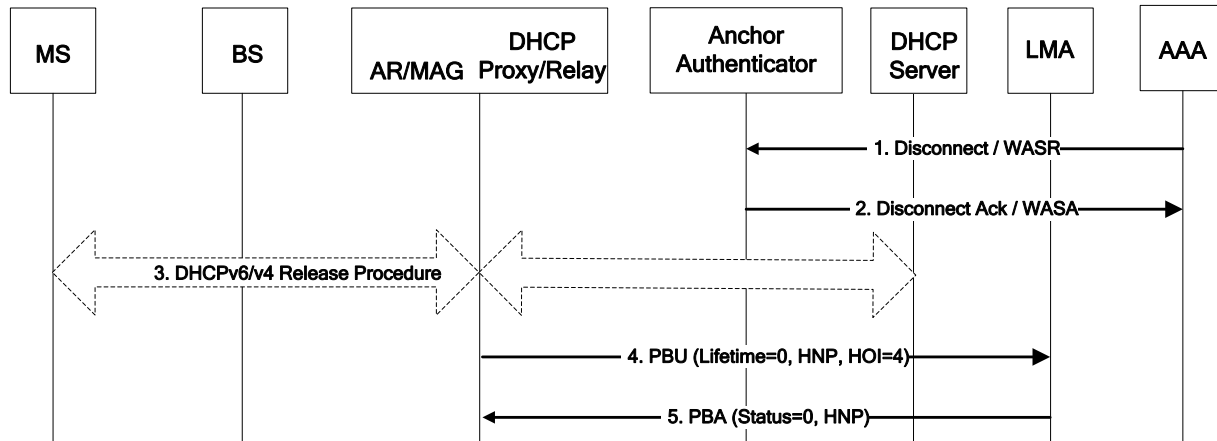 MS
BS
AR/MAG
DHCP
Proxy/Relay
Anchor
Authenticator
DHCP
Server
LMA
AAA
1. Disconnect / WASR
2. Disconnect Ack / WASA
3. DHCPv6/v4 Release Procedure
4. PBU (Lifetime=0, HNP, HOI=4)
5. PBA (Status=0, HNP)